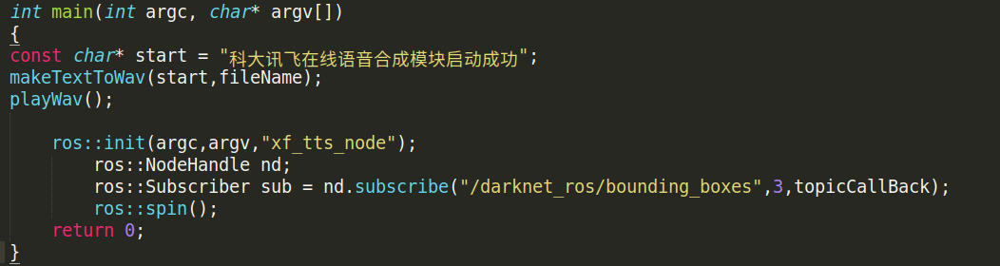 int main(int argc, char* argv[])
{
const char* start = "科大讯飞在线语音合成模块启动成功";
makeTextToWav(start,fileName);
playWav();
ros::init(argc,argv,"xf_tts_node");
ros::NodeHandle nd;
ros::Subscriber sub = nd.subscribe("/darknet_ros/bounding_boxes",3,topicCallBack);
ros::spin();
return 0;
}